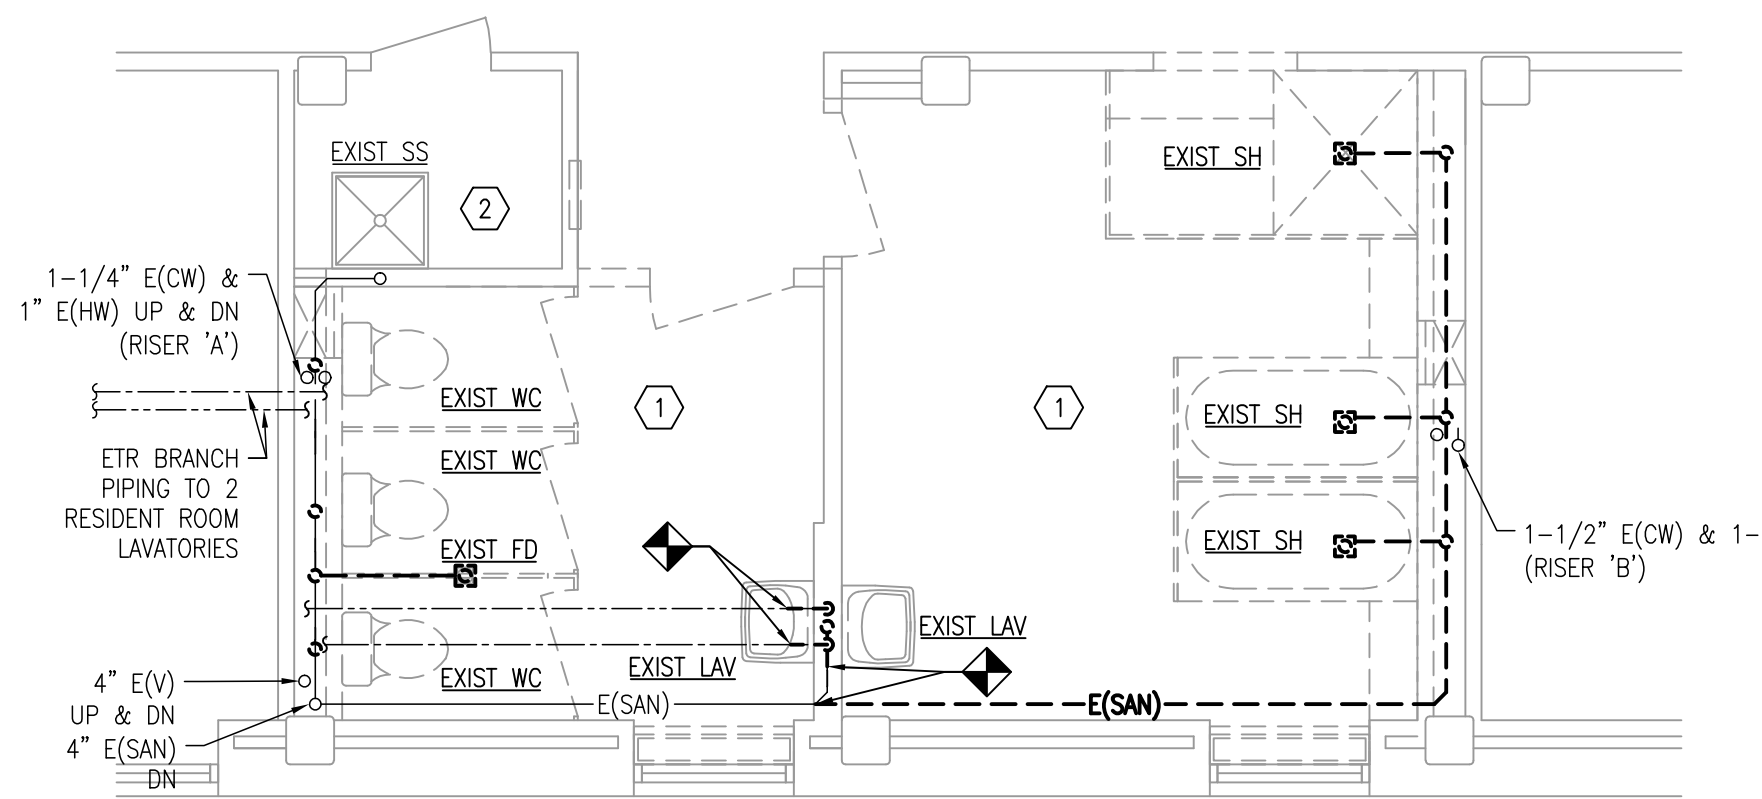 EXIST SS
2
EXIST SH
1-1/4" E(CW) &
1" E(HW) UP & DN
(RISER 'A')
EXIST WC
1
1
EXIST SH
ETR BRANCH
PIPING TO 2
RESIDENT ROOM
LAVATORIES
EXIST WC
EXIST FD
EXIST SH
1-1/2" E(CW) & 1-
(RISER 'B')
EXIST LAV
EXIST LAV
EXIST WC
4" E(V)
UP & DN
4" E(SAN)
DN
E(SAN)
E(SAN)